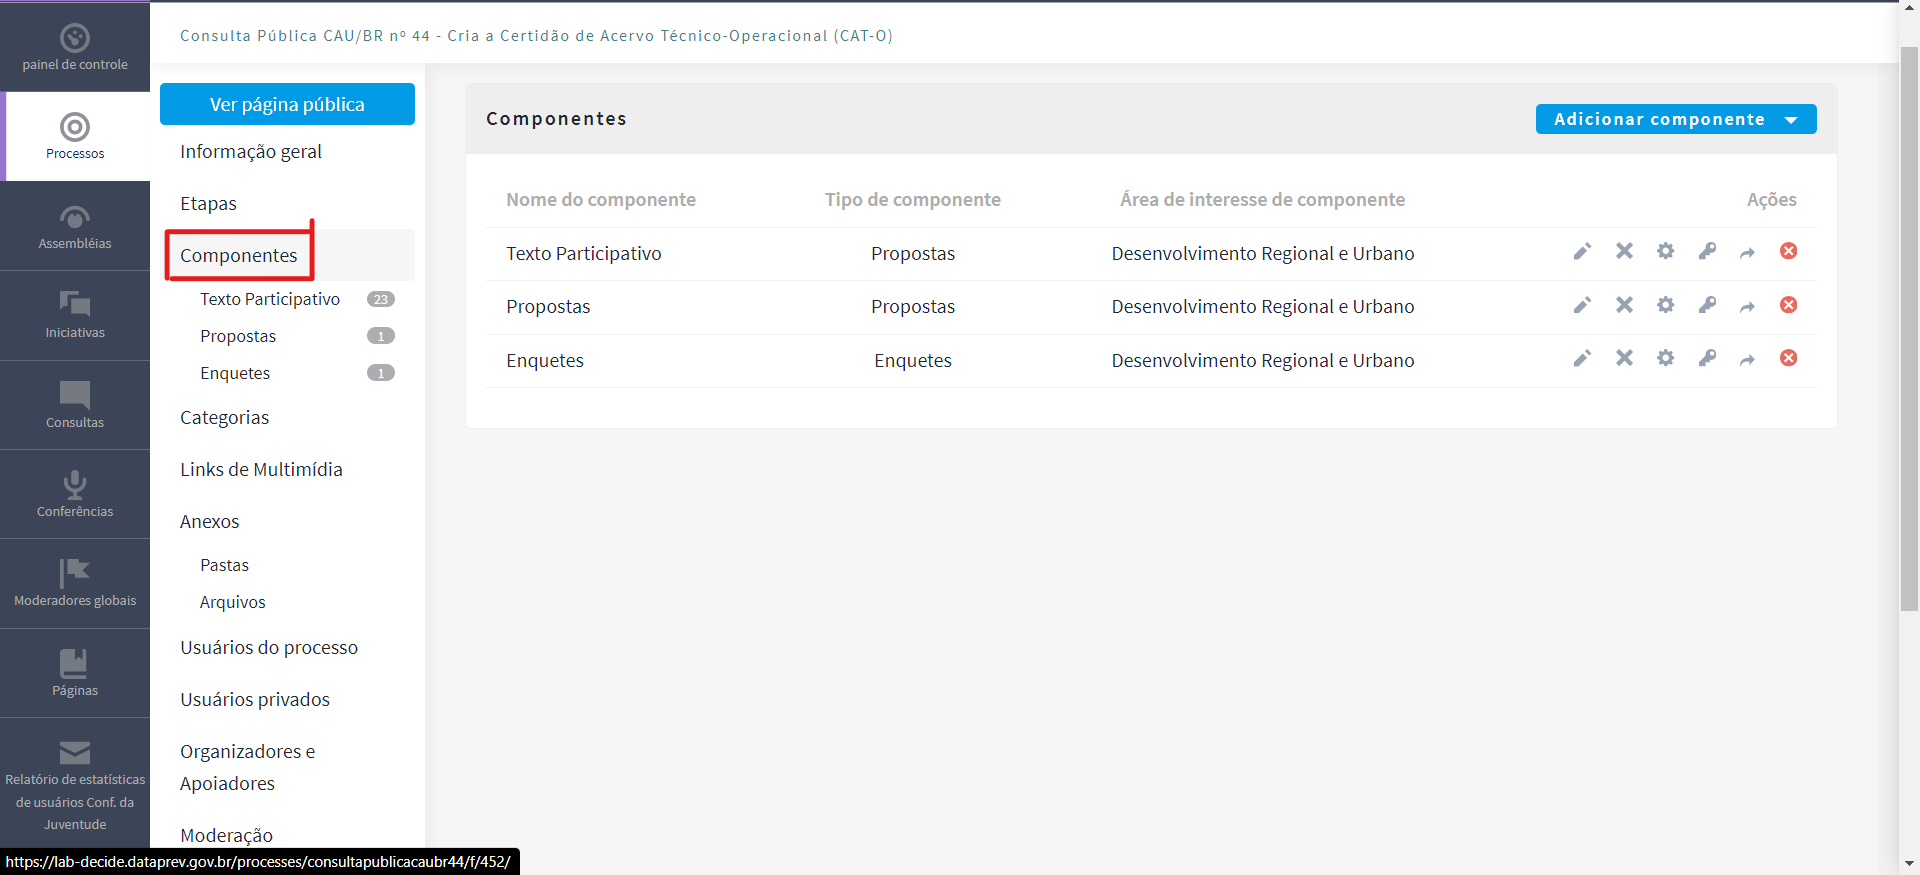 Consulta Pública CAU/BR nº 44 - Cria a Certidão de Acervo Técnico-Operacional (CAT-O)
painel de controle
Processos
Assembléias
Iniciativas
Consultas
Conferências
Moderadores globais
Páginas
Relatório de estatísticas
de usuários Conf. da
Juventude
Ver página pública
Informação geral
Etapas
Componentes
Texto Participativo 23
Propostas 1
Enquetes 1
Categorias
Links de Multimídia
Anexos
Pastas
Arquivos
Usuários do processo
Usuários privados
Organizadores e
Apoiadores
Moderação
Componentes
Adicionar componente
Nome do componente Tipo de componente Área de interesse de componente Ações
Texto Participativo Propostas Desenvolvimento Regional e Urbano
Propostas Propostas Desenvolvimento Regional e Urbano
Enquetes Enquetes Desenvolvimento Regional e Urbano
https://lab-decide.dataprev.gov.br/processes/consultapublicacaubr44/f/452/